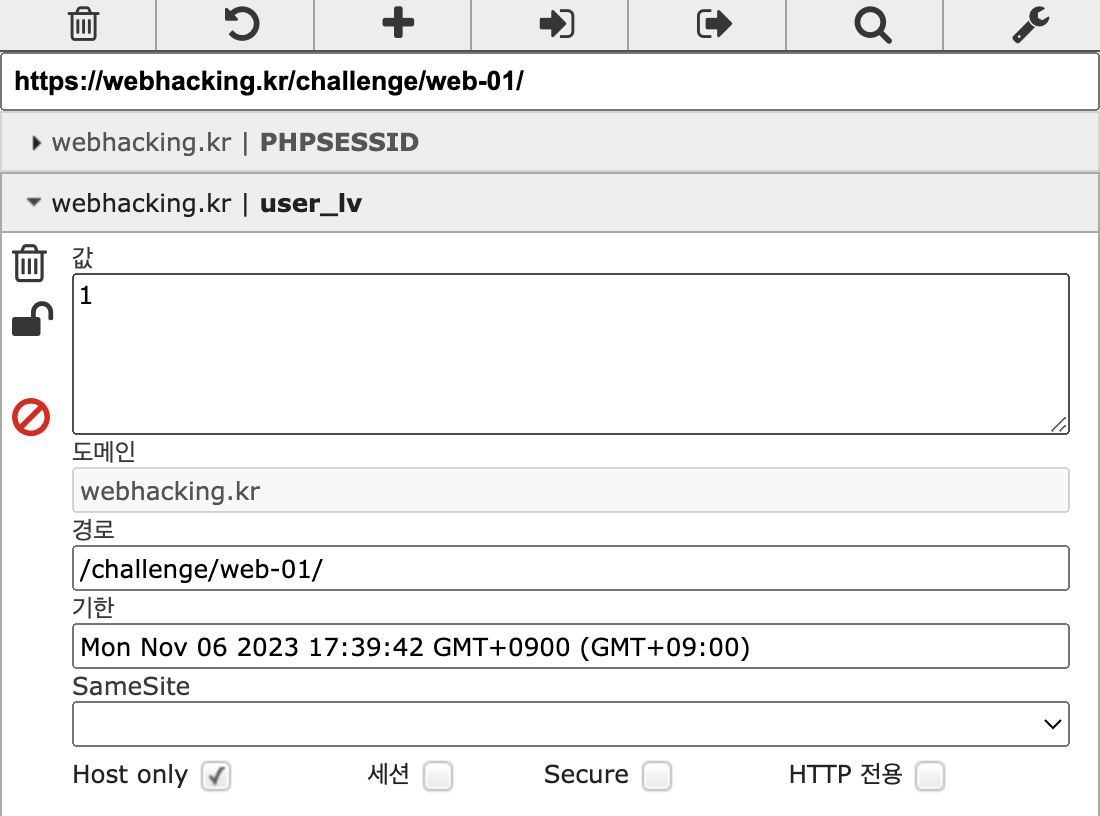 https://webhacking.kr/challenge/web-01/
webhacking.kr | PHPSESSID
webhacking.kr | user_lv
값
1
도메인
webhacking.kr
경로
/challenge/web-01/
기한
Mon Nov 06 2023 17:39:42 GMT+0900 (GMT+09:00)
SameSite
Host only 세션 Secure HTTP 전용